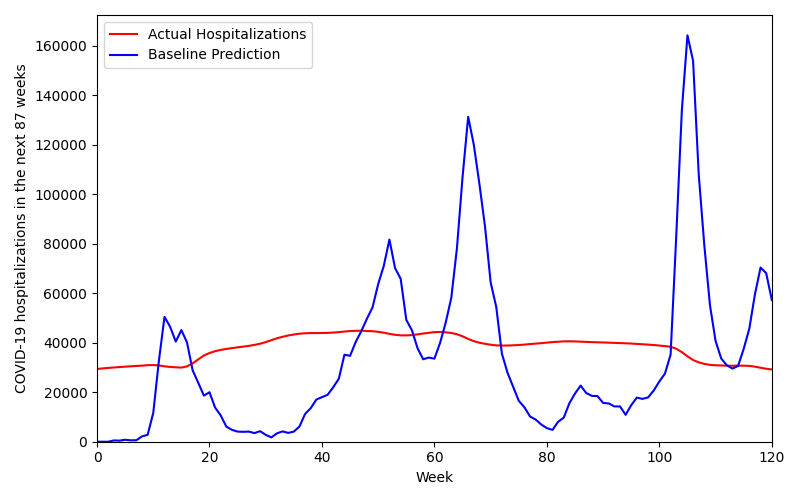 Actual Hospitalizations
Baseline Prediction
COVID-19 hospitalizations in the next 87 weeks
160000
140000
120000
100000
80000
60000
40000
20000
0
0 20 40 60 80 100 120
Week